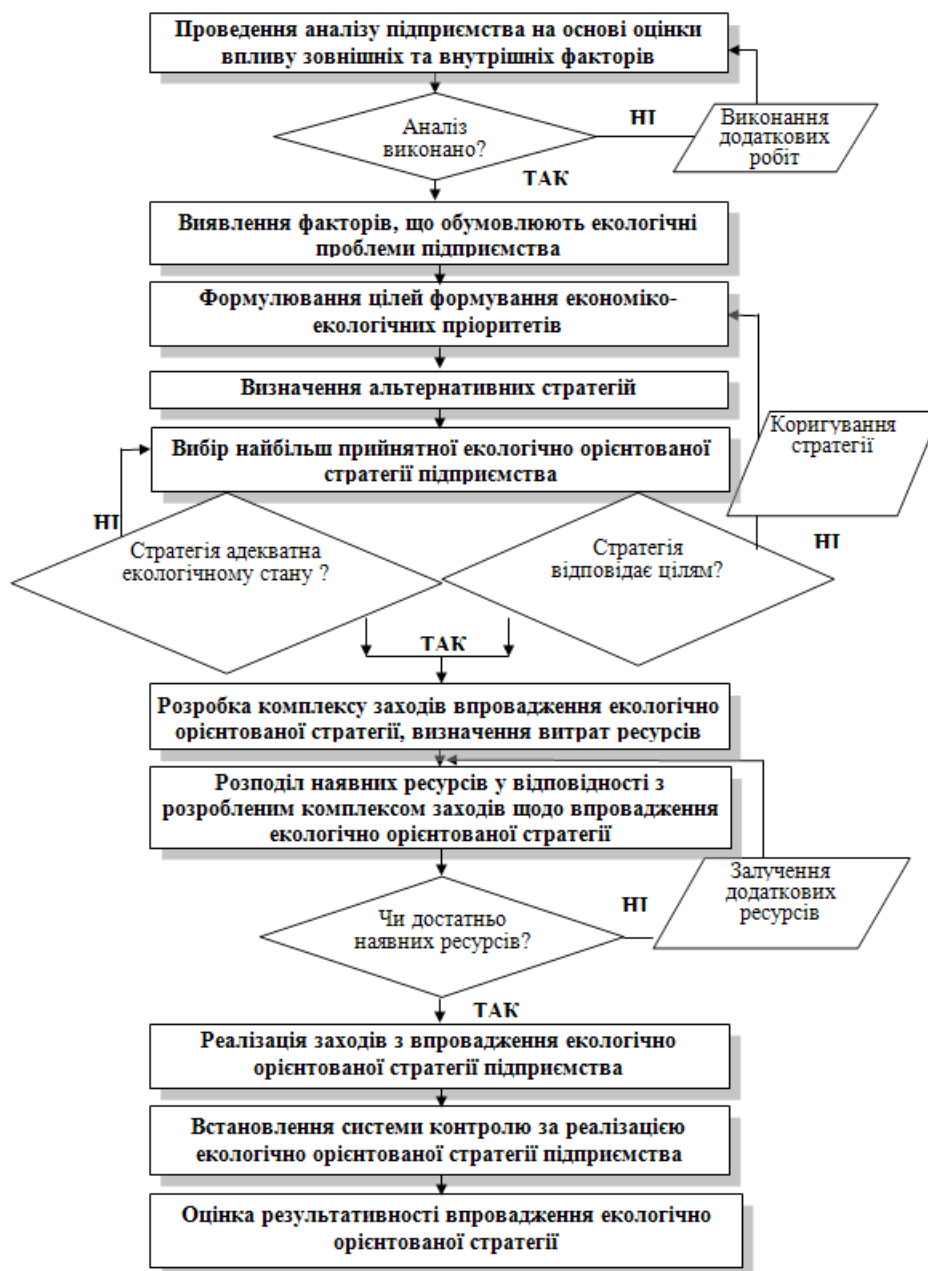 Проведення аналізу підприємства на основі оцінки
впливу зовнішніх та внутрішніх факторів
Аналіз
виконано?
НІ
Виконання
додаткових
робіт
ТАК
Виявлення факторів, що обумовлюють екологічні
проблеми підприємства
Формулювання цілей формування економіко-
екологічних пріоритетів
Визначення альтернативних стратегій
Коригування
стратегії
Вибір найбільш прийнятної екологічно орієнтованої
стратегії підприємства
НІ
Стратегія адекватна
екологічному стану ?
Стратегія
відповідає цілям?
НІ
ТАК
Розробка комплексу заходів впровадження екологічно
орієнтованої стратегії, визначення витрат ресурсів
Розподіл наявних ресурсів у відповідності з
розробленим комплексом заходів щодо впровадження
екологічно орієнтованої стратегії
Чи достатньо
наявних ресурсів?
НІ
Залучення
додаткових
ресурсів
ТАК
Реалізація заходів з впровадження екологічно
орієнтованої стратегії підприємства
Встановлення системи контролю за реалізацією
екологічно орієнтованої стратегії підприємства
Оцінка результативності впровадження екологічно
орієнтованої стратегії